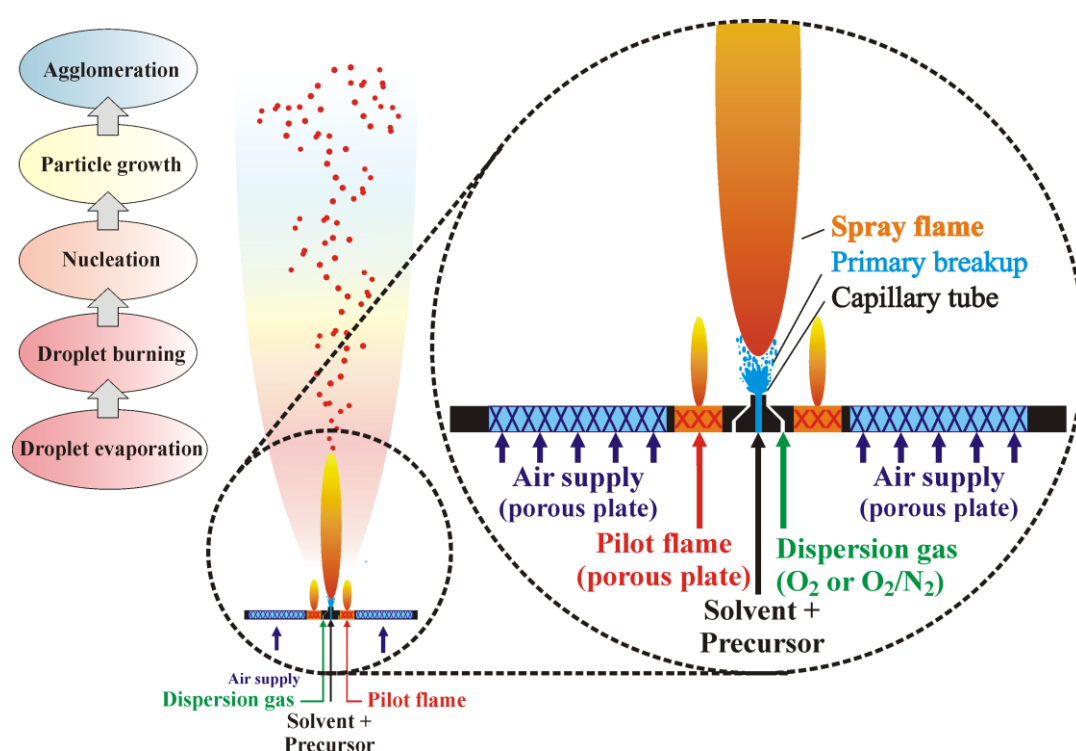 Agglomeration
Particle growth
Nucleation
Droplet burning
Droplet evaporation
Spray flame
Primary breakup
Capillary tube
Air supply
(porous plate)
Pilot flame
(porous plate)
Solvent +
Precursor
Dispersion gas
(O₂ or O₂/N₂)
Air supply
(porous plate)
Air supply
Dispersion gas
Pilot flame
Solvent +
Precursor